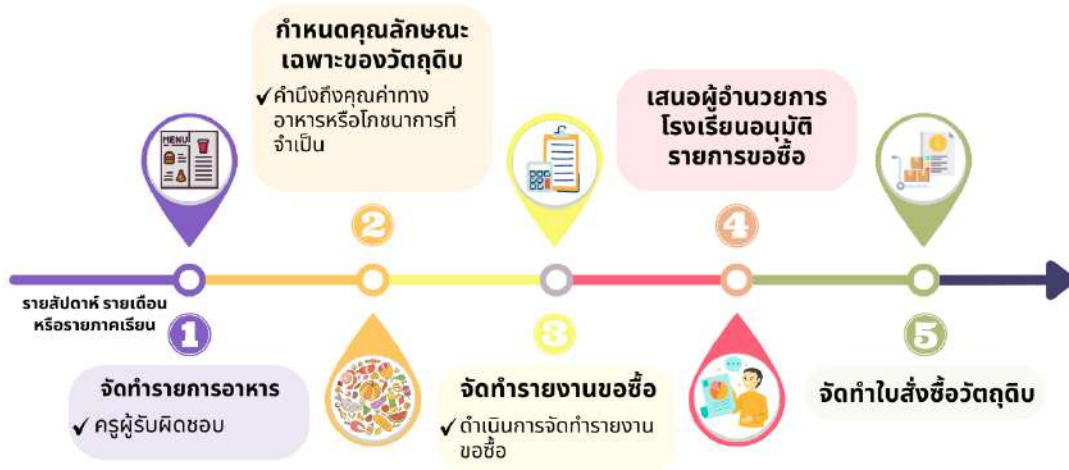 รายสัปดาห์ รายเดือน
หรือรายภาคเรียน
MENU
1
จัดทำรายการอาหาร
✓ ครูผู้รับผิดชอบ
กำหนดคุณลักษณะ
เฉพาะของวัตถุดิบ
✓ คำนึงถึงคุณค่าทาง
อาหารหรือโภชนาการที่
จำเป็น
2
3
จัดทำรายงานขอซื้อ
✓ ดำเนินการจัดทำรายงาน
ขอซื้อ
เสนอผู้อำนวยการ
โรงเรียนอนุมัติ
รายการขอซื้อ
4
5
จัดทำใบสั่งซื้อวัตถุดิบ